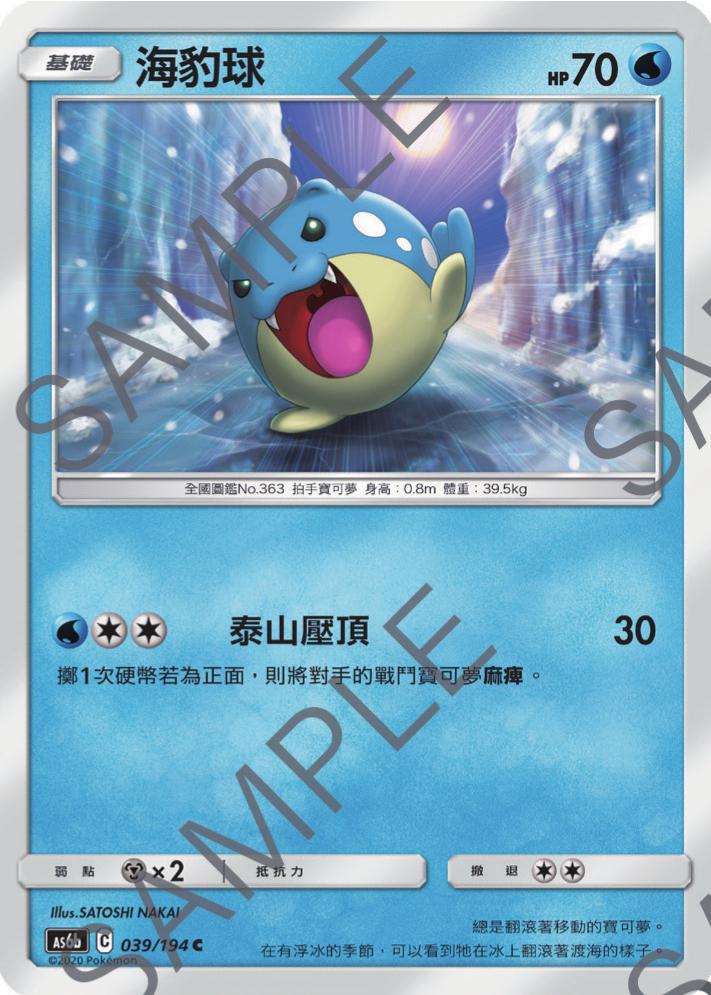 基礎 海豹球 HP70
全國圖鑑No.363 拍手寶可夢 身高：0.8m 體重：39.5kg
泰山壓頂 30
擲1次硬幣若為正面，則將對手的戰鬥寶可夢麻痺。
弱點 ×2 抵抗力 撤退
Illus.SATOSHI NAKAI
總是翻滾著移動的寶可夢。
AS6b C 039/194 C
在有浮冰的季節，可以看到牠在冰上翻滾著渡海的樣子。
©2020 Pokémon
SAMPLE
SAMPLE
SA